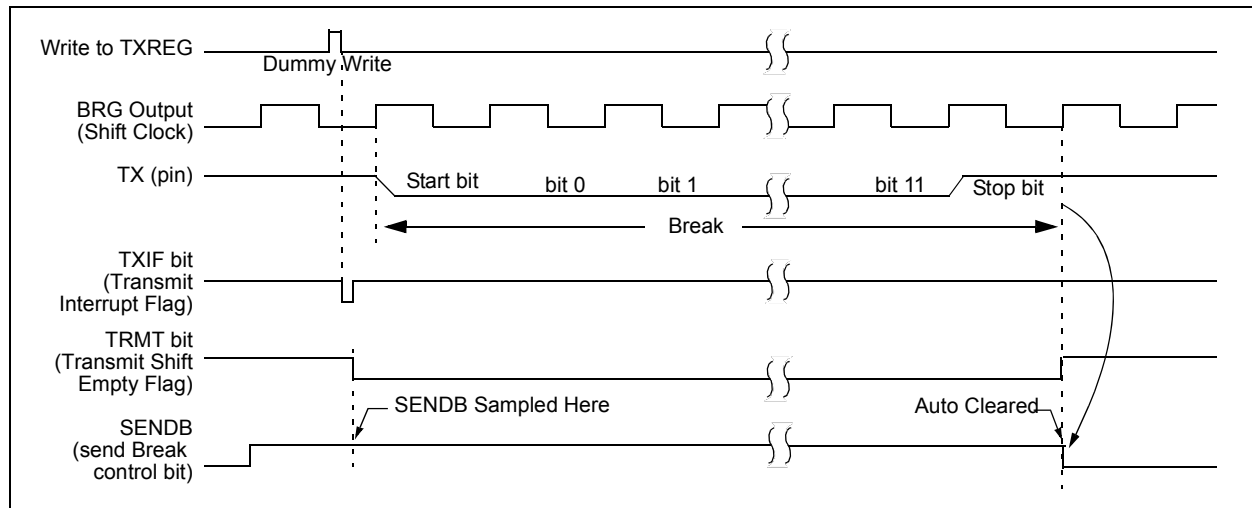 Write to TXREG
Dummy Write
BRG Output
(Shift Clock)
TX (pin)
Start bit
bit 0
bit 1
bit 11
Stop bit
Break
TXIF bit
(Transmit
Interrupt Flag)
TRMT bit
(Transmit Shift
Empty Flag)
SENDB Sampled Here
Auto Cleared
SENDB
(send Break
control bit)